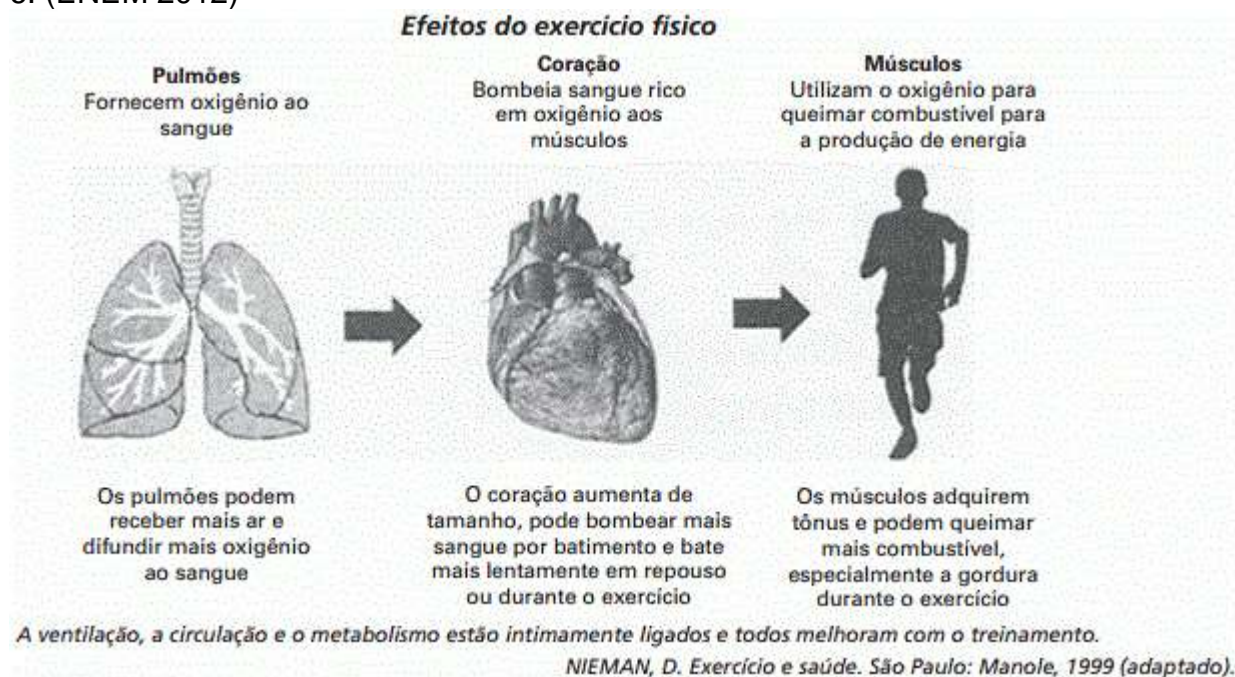 Efeitos do exercício físico
Pulmões
Fornecem oxigênio ao
sangue
Coração
Bombeia sangue rico
em oxigênio aos
músculos
Músculos
Utilizam o oxigênio para
queimar combustível para
a produção de energia
Os pulmões podem
receber mais ar e
difundir mais oxigênio
ao sangue
O coração aumenta de
tamanho, pode bombear mais
sangue por batimento e bate
mais lentamente em repouso
ou durante o exercício
Os músculos adquirem
tônus e podem queimar
mais combustível,
especialmente a gordura
durante o exercício
A ventilação, a circulação e o metabolismo estão intimamente ligados e todos melhoram com o treinamento.
NIEMAN, D. Exercício e saúde. São Paulo: Manole, 1999 (adaptado).